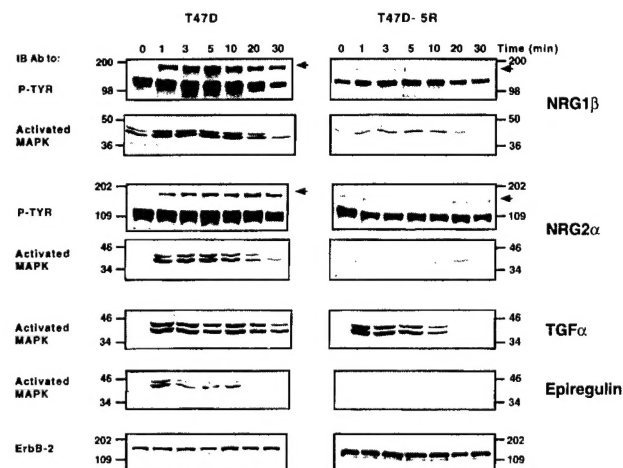 T47D T47D- 5R
0 1 3 5 10 20 30 0 1 3 5 10 20 30 Time (min)
IB Ab to:
200 200
P-TYR 98 98
NRG1β
50 50
Activated
MAPK 36 36
202 202
P-TYR 109 109
NRG2α
46 46
Activated
MAPK 34 34
46 46
Activated TGFα
MAPK 34 34
Activated 46 46
MAPK Epiregulin
34 34
ErbB-2 202 202
109 109